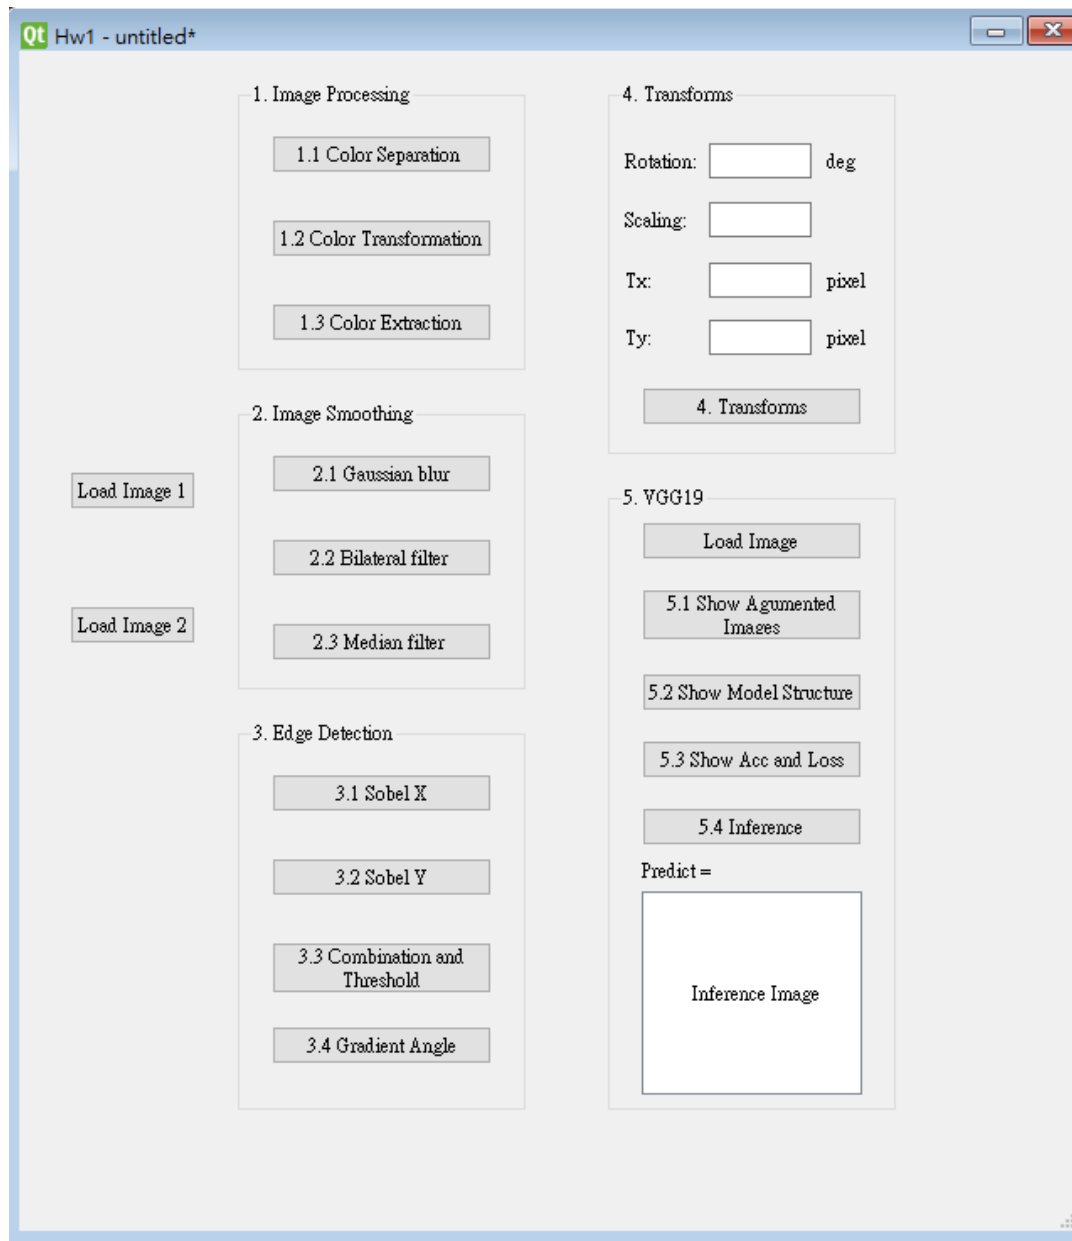 Qt Hw1 - untitled*
Load Image 1
Load Image 2
1. Image Processing
1.1 Color Separation
1.2 Color Transformation
1.3 Color Extraction
2. Image Smoothing
2.1 Gaussian blur
2.2 Bilateral filter
2.3 Median filter
3. Edge Detection
3.1 Sobel X
3.2 Sobel Y
3.3 Combination and
Threshold
3.4 Gradient Angle
4. Transforms
Rotation: deg
Scaling:
Tx: pixel
Ty: pixel
4. Transforms
5. VGG19
Load Image
5.1 Show Agumented
Images
5.2 Show Model Structure
5.3 Show Acc and Loss
5.4 Inference
Predict =
Inference Image